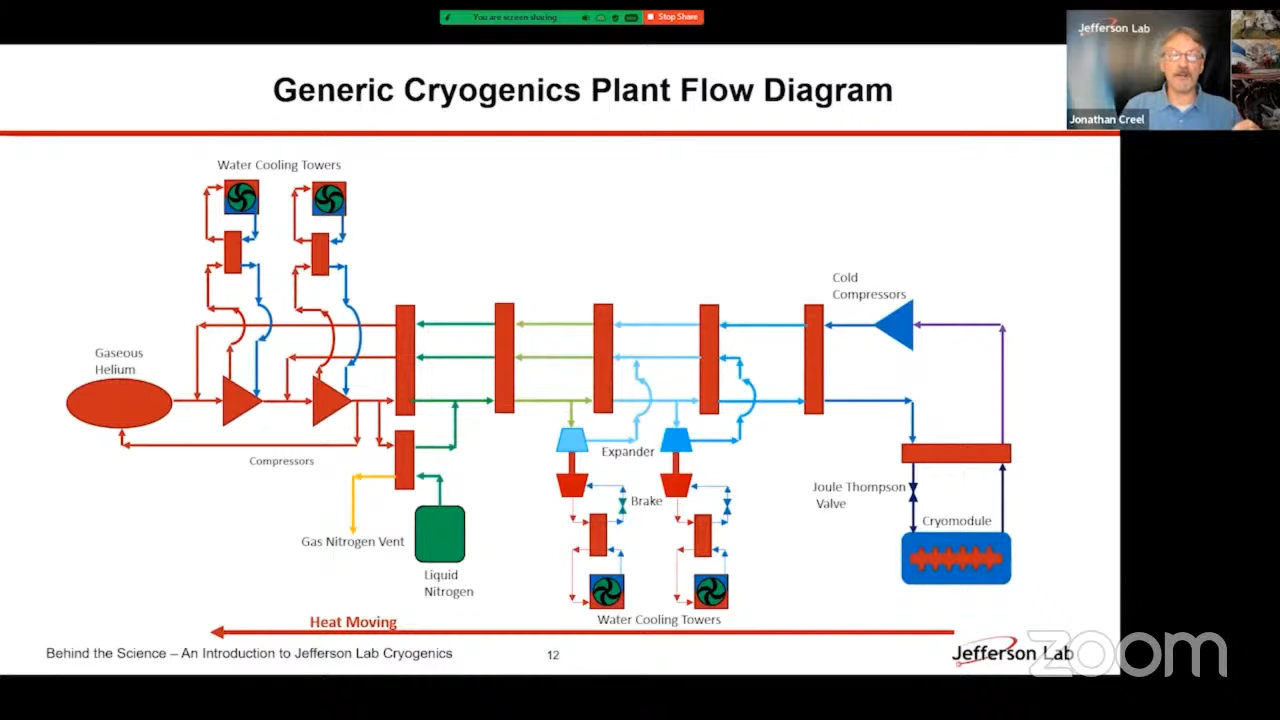 You are screen sharing
Stop Share
Jefferson Lab
Jonathan Creel
Generic Cryogenics Plant Flow Diagram
Water Cooling Towers
Cold
Compressors
Gaseous
Helium
Compressors
Expander
Brake
Joule Thompson
Valve
Cryomodule
Gas Nitrogen Vent
Liquid
Nitrogen
Water Cooling Towers
Heat Moving
Behind the Science – An Introduction to Jefferson Lab Cryogenics
12
Jefferson Lab
zoom